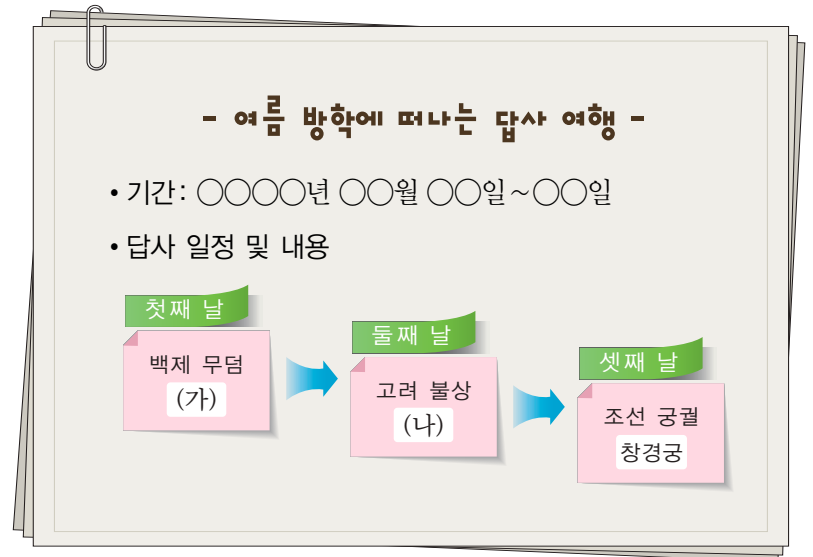 - 여름 방학에 떠나는 답사 여행 -
• 기간: ○○○○년 ○○월 ○○일~○○일
• 답사 일정 및 내용
첫째 날
백제 무덤
(가)
둘째 날
고려 불상
(나)
셋째 날
조선 궁궐
창경궁